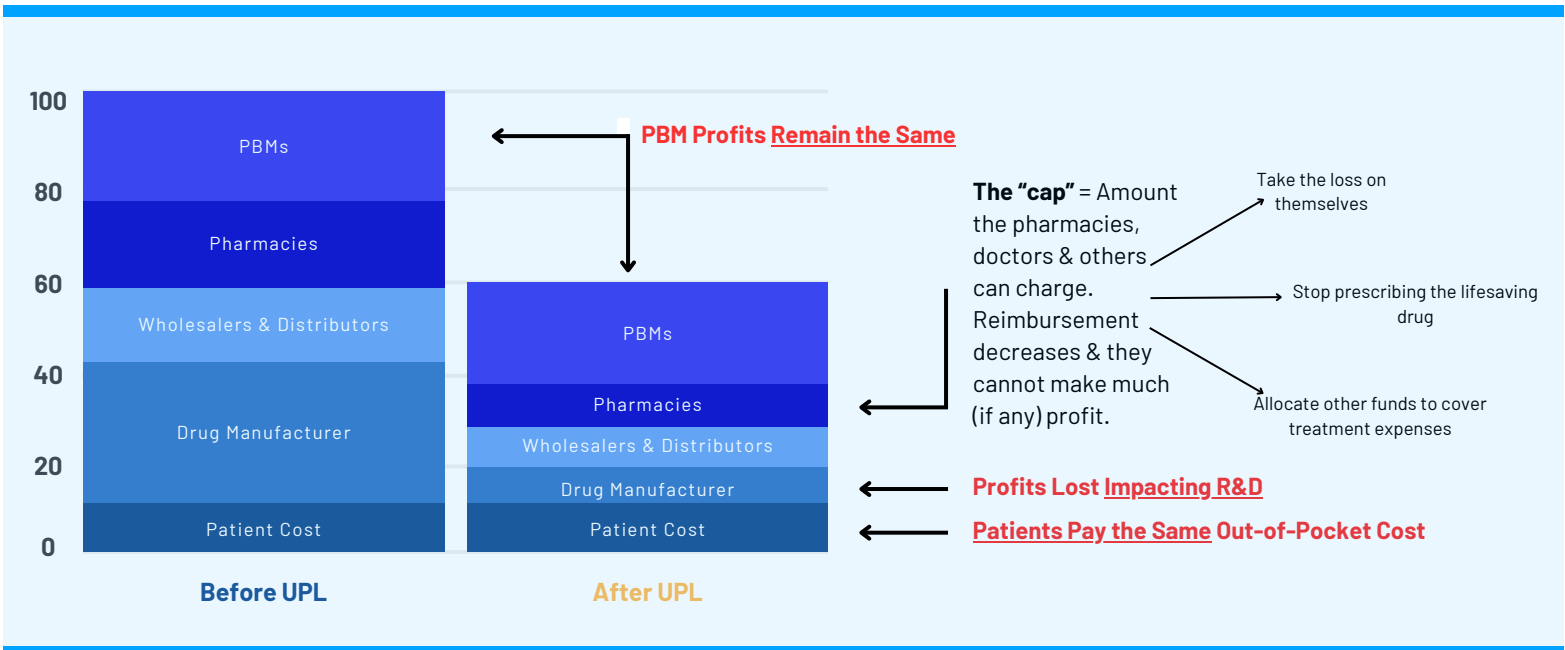 100
80
60
40
20
0
PBMs
Pharmacies
Wholesalers & Distributors
Drug Manufacturer
Patient Cost
Before UPL
PBMs
Pharmacies
Wholesalers & Distributors
Drug Manufacturer
Patient Cost
After UPL
PBM Profits Remain the Same
The “cap” = Amount
the pharmacies,
doctors & others
can charge.
Reimbursement
decreases & they
cannot make much
(if any) profit.
Take the loss on
themselves
Stop prescribing the lifesaving
drug
Allocate other funds to cover
treatment expenses
Profits Lost Impacting R&D
Patients Pay the Same Out-of-Pocket Cost